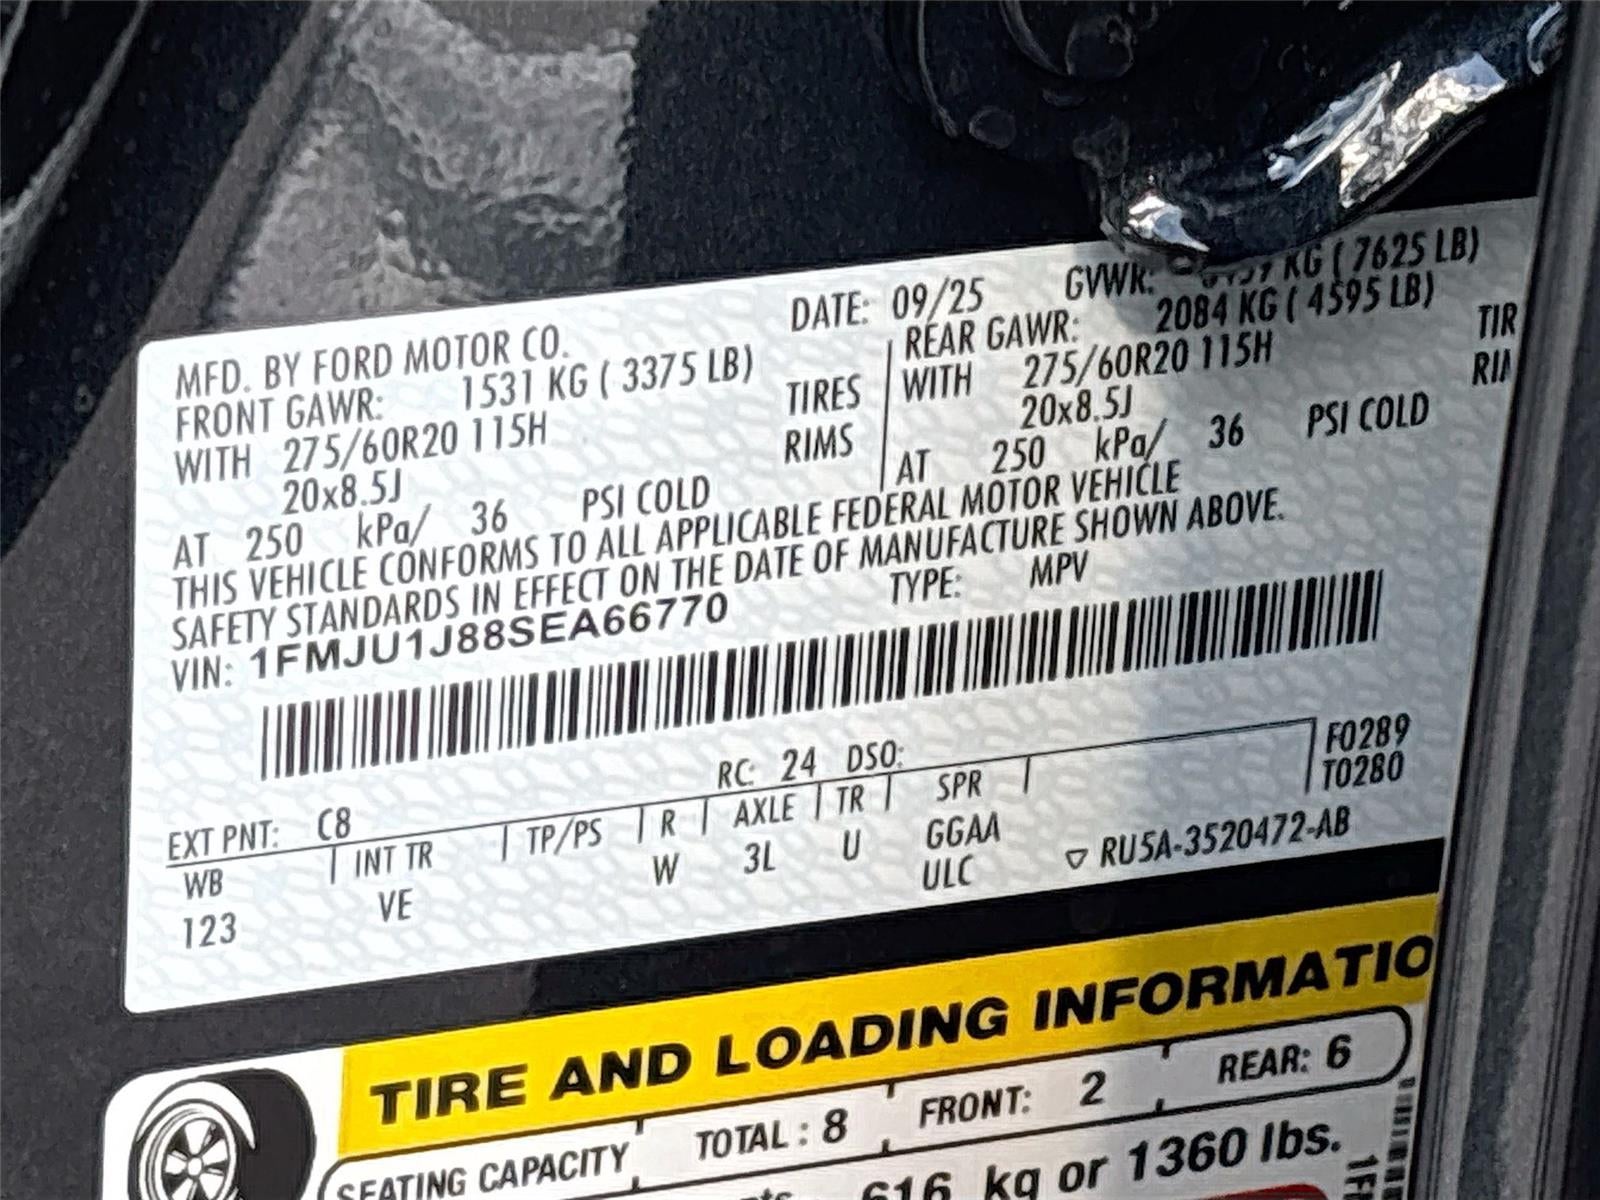 MFD. BY FORD MOTOR CO. DATE: 09/25 GVWR: KG ( 7625 LB)
FRONT GAWR: 1531 KG ( 3375 LB) REAR GAWR: 2084 KG ( 4595 LB)
WITH 275/60R20 115H TIRES WITH 275/60R20 115H TIR
20x8.5J RIMS 20x8.5J RIM
AT 250 kPa/ 36 PSI COLD AT 250 kPa/ 36 PSI COLD
THIS VEHICLE CONFORMS TO ALL APPLICABLE FEDERAL MOTOR VEHICLE
SAFETY STANDARDS IN EFFECT ON THE DATE OF MANUFACTURE SHOWN ABOVE.
VIN: 1FMJU1J88SEA66770 TYPE: MPV
F0289
RC: 24 DSO: T0280
EXT PNT: C8
WB INT TR TP/PS R AXLE TR SPR
123 VE W 3L U GGAA
ULC ▽ RU5A-3520472-AB
TIRE AND LOADING INFORMATIO
SEATING CAPACITY TOTAL : 8 FRONT: 2 REAR: 6
616 kg or 1360 lbs.